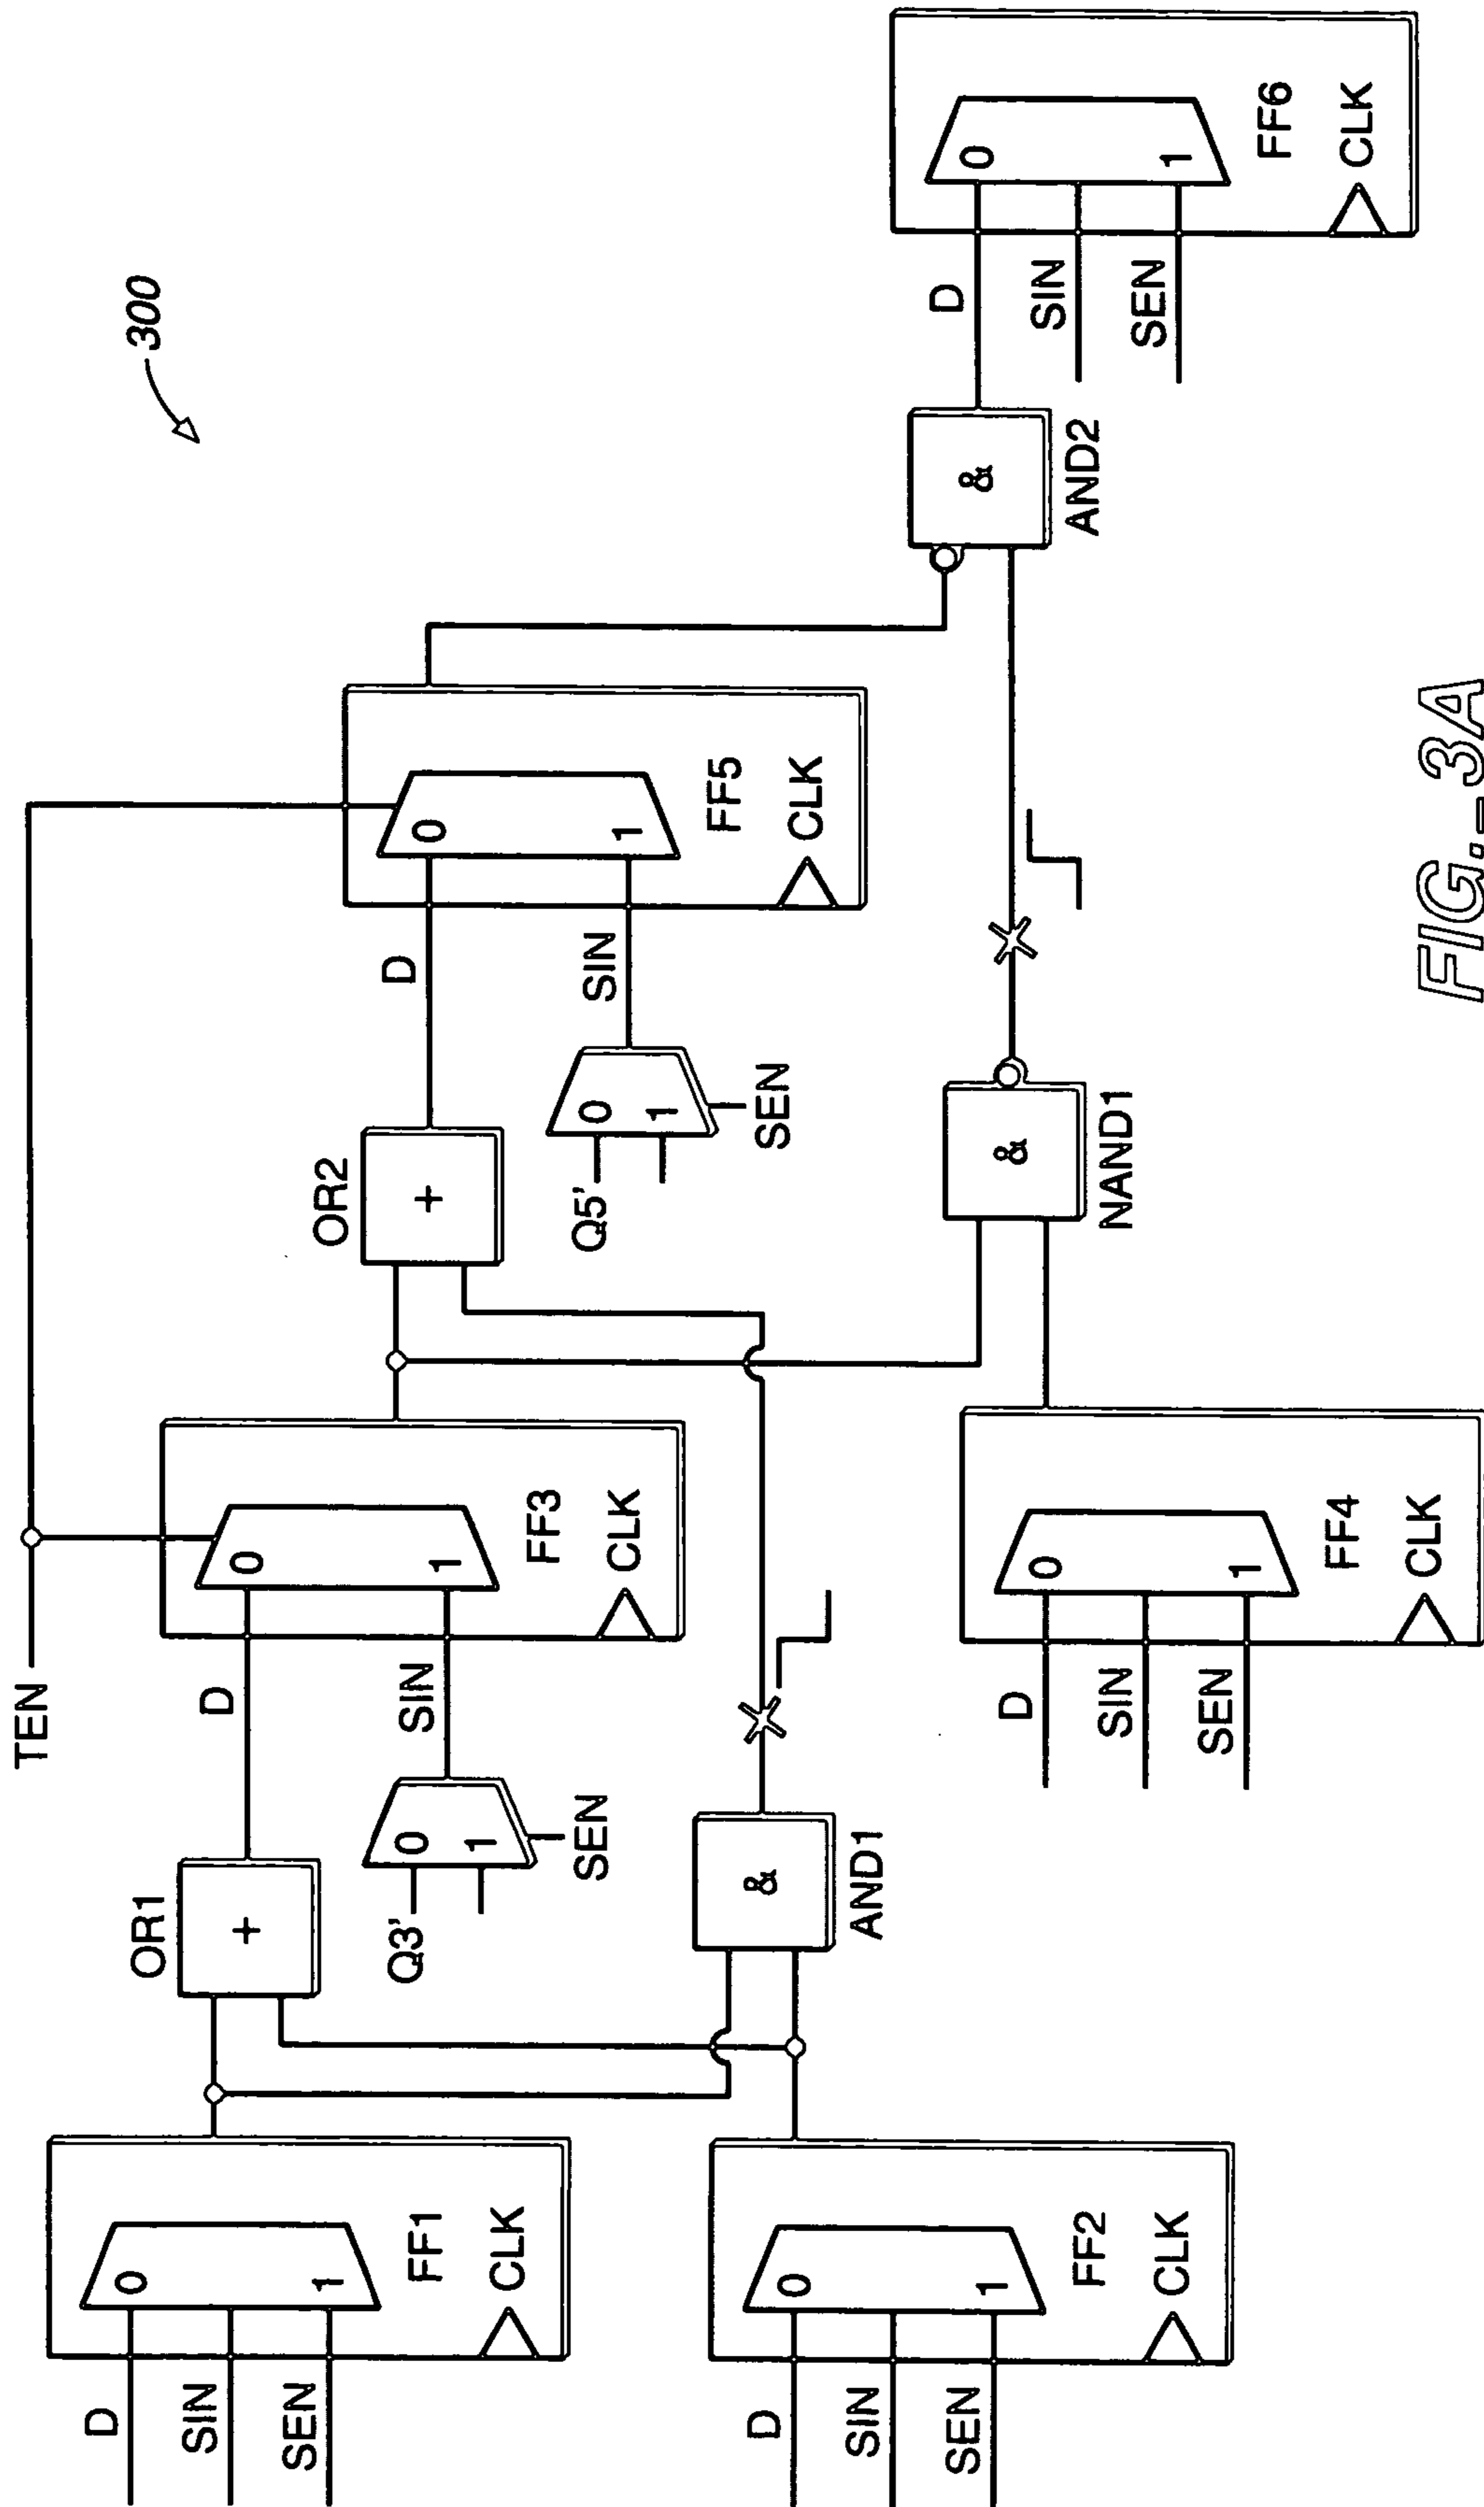 300
TEN
D
SIN
SEN
0
1
FF1
CLK
OR1
+
D
Q3'
0
1
SEN
SIN
0
1
FF3
CLK
OR2
+
D
Q5'
0
1
SEN
SIN
0
1
FF5
CLK
D
SIN
SEN
0
1
FF2
CLK
&
AND1
D
SIN
SEN
0
1
FF4
CLK
&
NAND1
&
AND2
D
SIN
SEN
0
1
FF6
CLK
FIG._3A